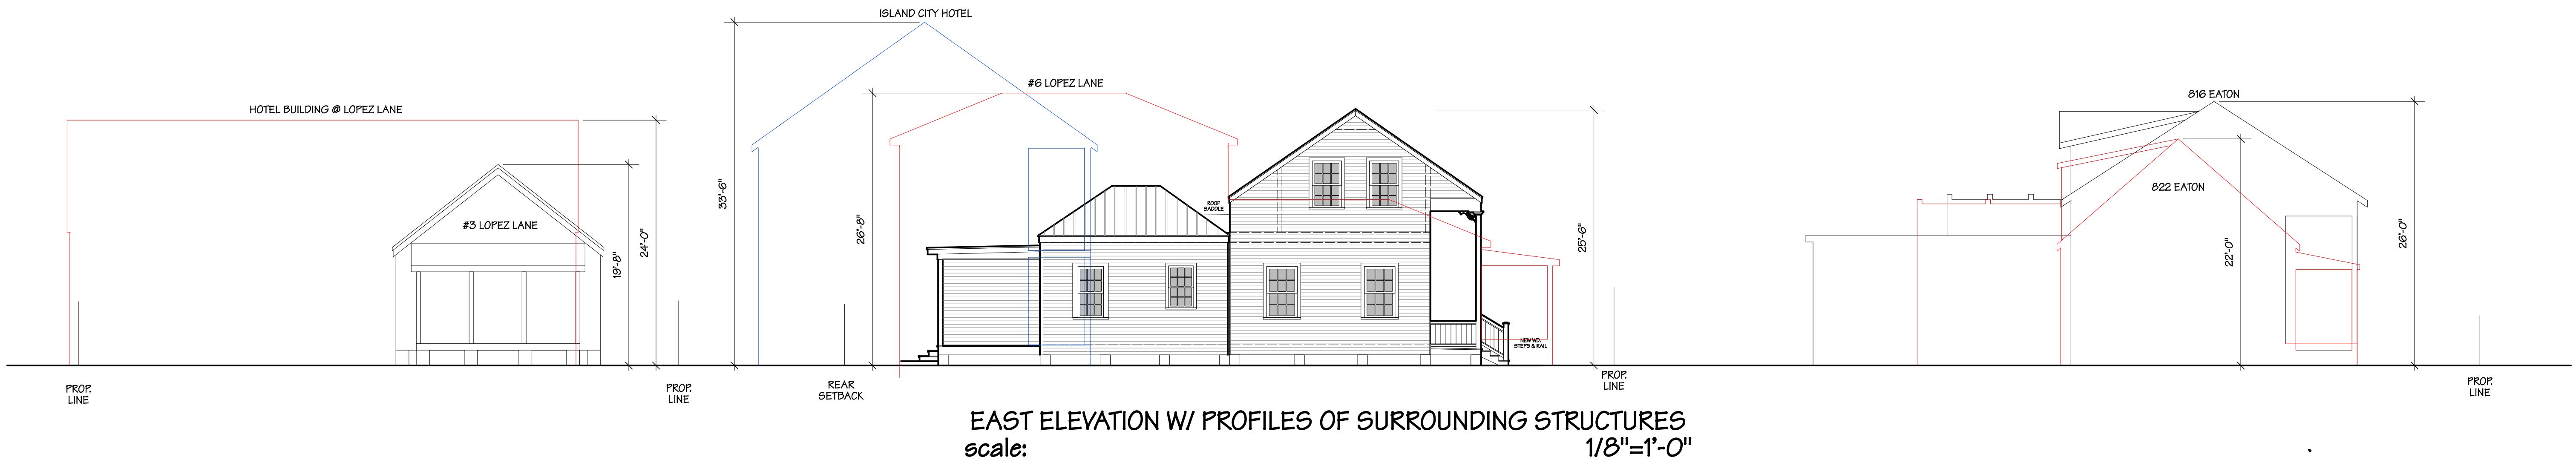 ISLAND CITY HOTEL
#6 LOPEZ LANE
HOTEL BUILDING @ LOPEZ LANE
816 EATON
822 EATON
#3 LOPEZ LANE
ROOF
SADDLE
33'-6"
26'-8"
24'-0"
19'-8"
25'-6"
22'-0"
26'-0"
NEW WD.
STEPS & RAIL
PROP.
LINE
PROP.
LINE
REAR
SETBACK
PROP.
LINE
PROP.
LINE
EAST ELEVATION W/ PROFILES OF SURROUNDING STRUCTURES
scale: 1/8"=1'-0"